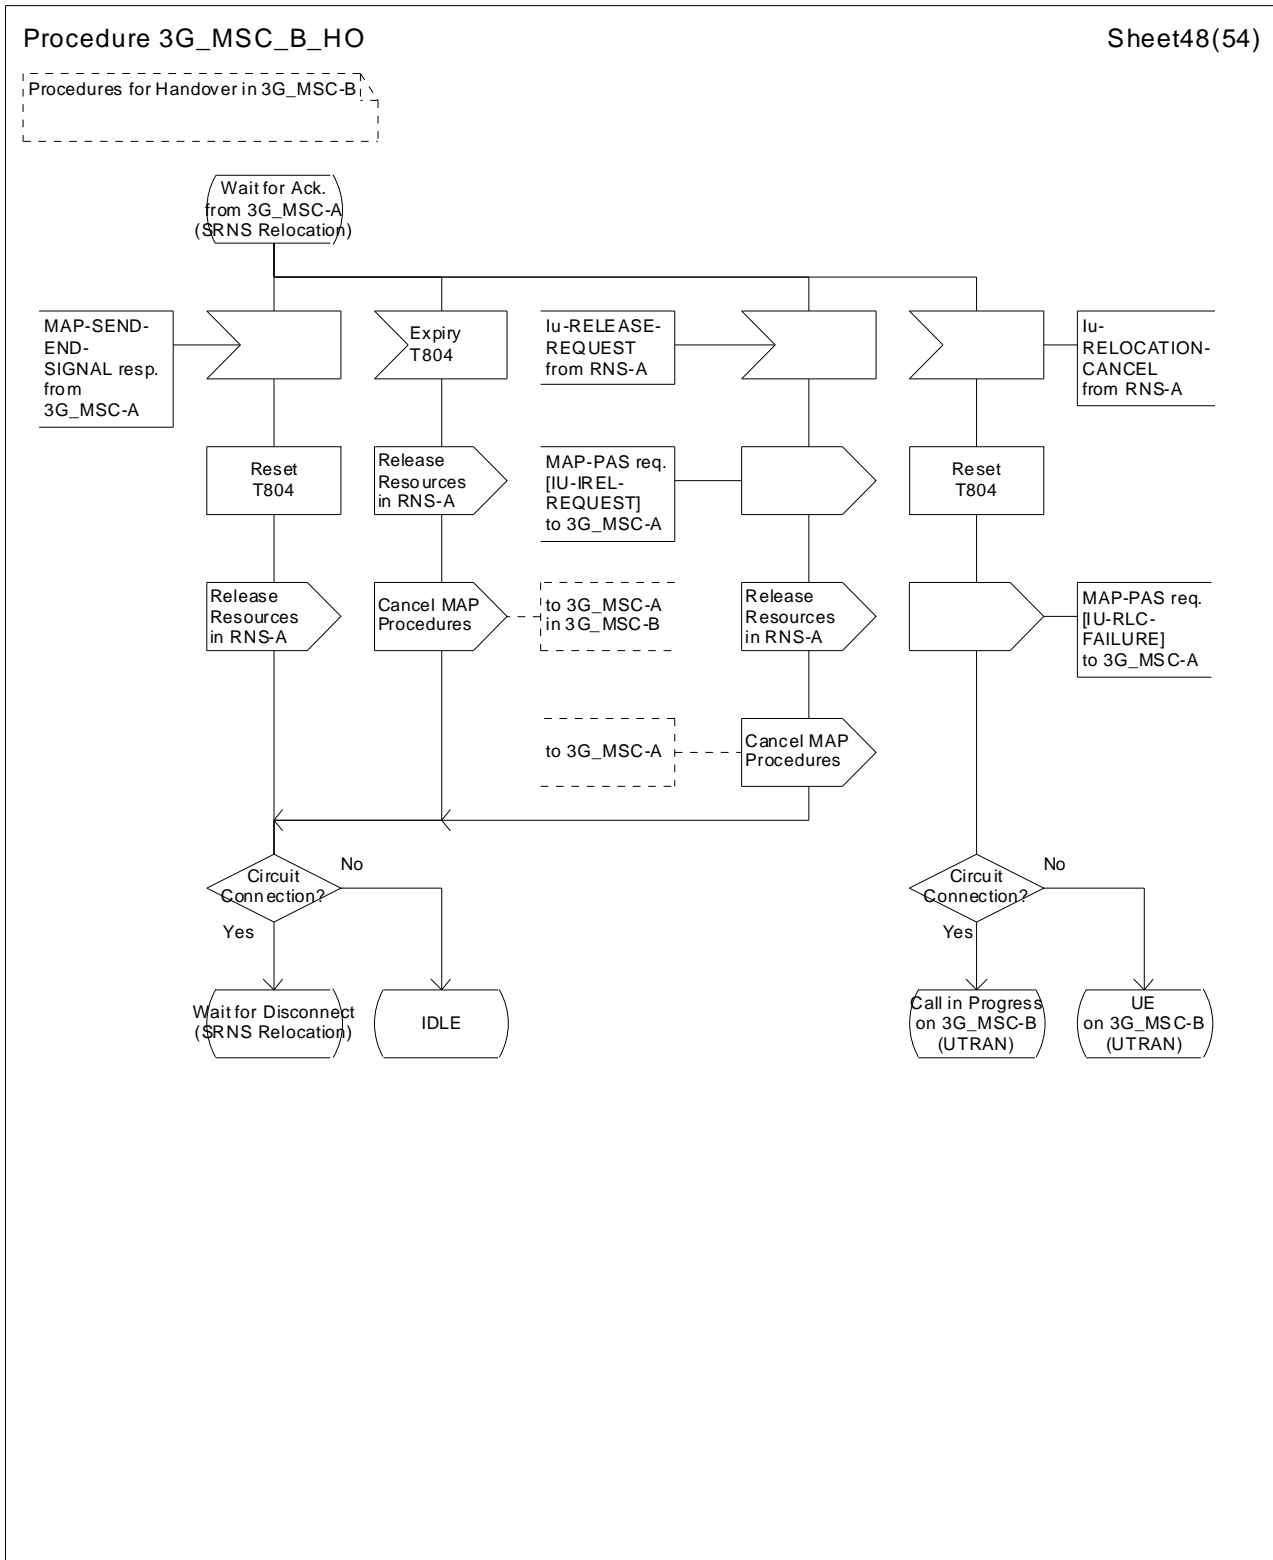 Procedure 3G_MSC_B_HO
Sheet48(54)
Procedures for Handover in 3G_MSC-B
Wait for Ack.
from 3G_MSC-A
(SRNS Relocation)
MAP-SEND-
END-
SIGNAL resp.
from
3G_MSC-A
Expiry
T804
Iu-RELEASE-
REQUEST
from RNS-A
Iu-
RELOCATION-
CANCEL
from RNS-A
Reset
T804
Release
Resources
in RNS-A
MAP-PAS req.
[IU-IREL-
REQUEST]
to 3G_MSC-A
Reset
T804
Release
Resources
in RNS-A
Cancel MAP
Procedures
to 3G_MSC-A
in 3G_MSC-B
Release
Resources
in RNS-A
MAP-PAS req.
[IU-RLC-
FAILURE]
to 3G_MSC-A
to 3G_MSC-A
Cancel MAP
Procedures
Circuit
Connection?
No
Yes
Circuit
Connection?
No
Yes
Wait for Disconnect
(SRNS Relocation)
IDLE
Call in Progress
on 3G_MSC-B
(UTRAN)
UE
on 3G_MSC-B
(UTRAN)